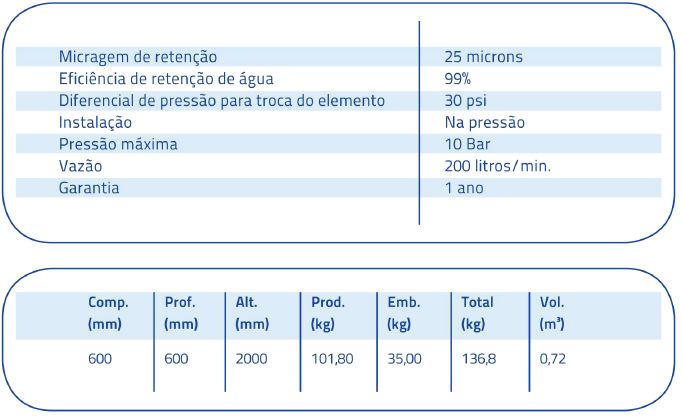 Micragem de retenção 25 microns
Eficiência de retenção de água 99%
Diferencial de pressão para troca do elemento 30 psi
Instalação Na pressão
Pressão máxima 10 Bar
Vazão 200 litros/min.
Garantia 1 ano
Comp. Prof. Alt. Prod. Emb. Total Vol.
(mm) (mm) (mm) (kg) (kg) (kg) (m³)
600 600 2000 101,80 35,00 136,8 0,72